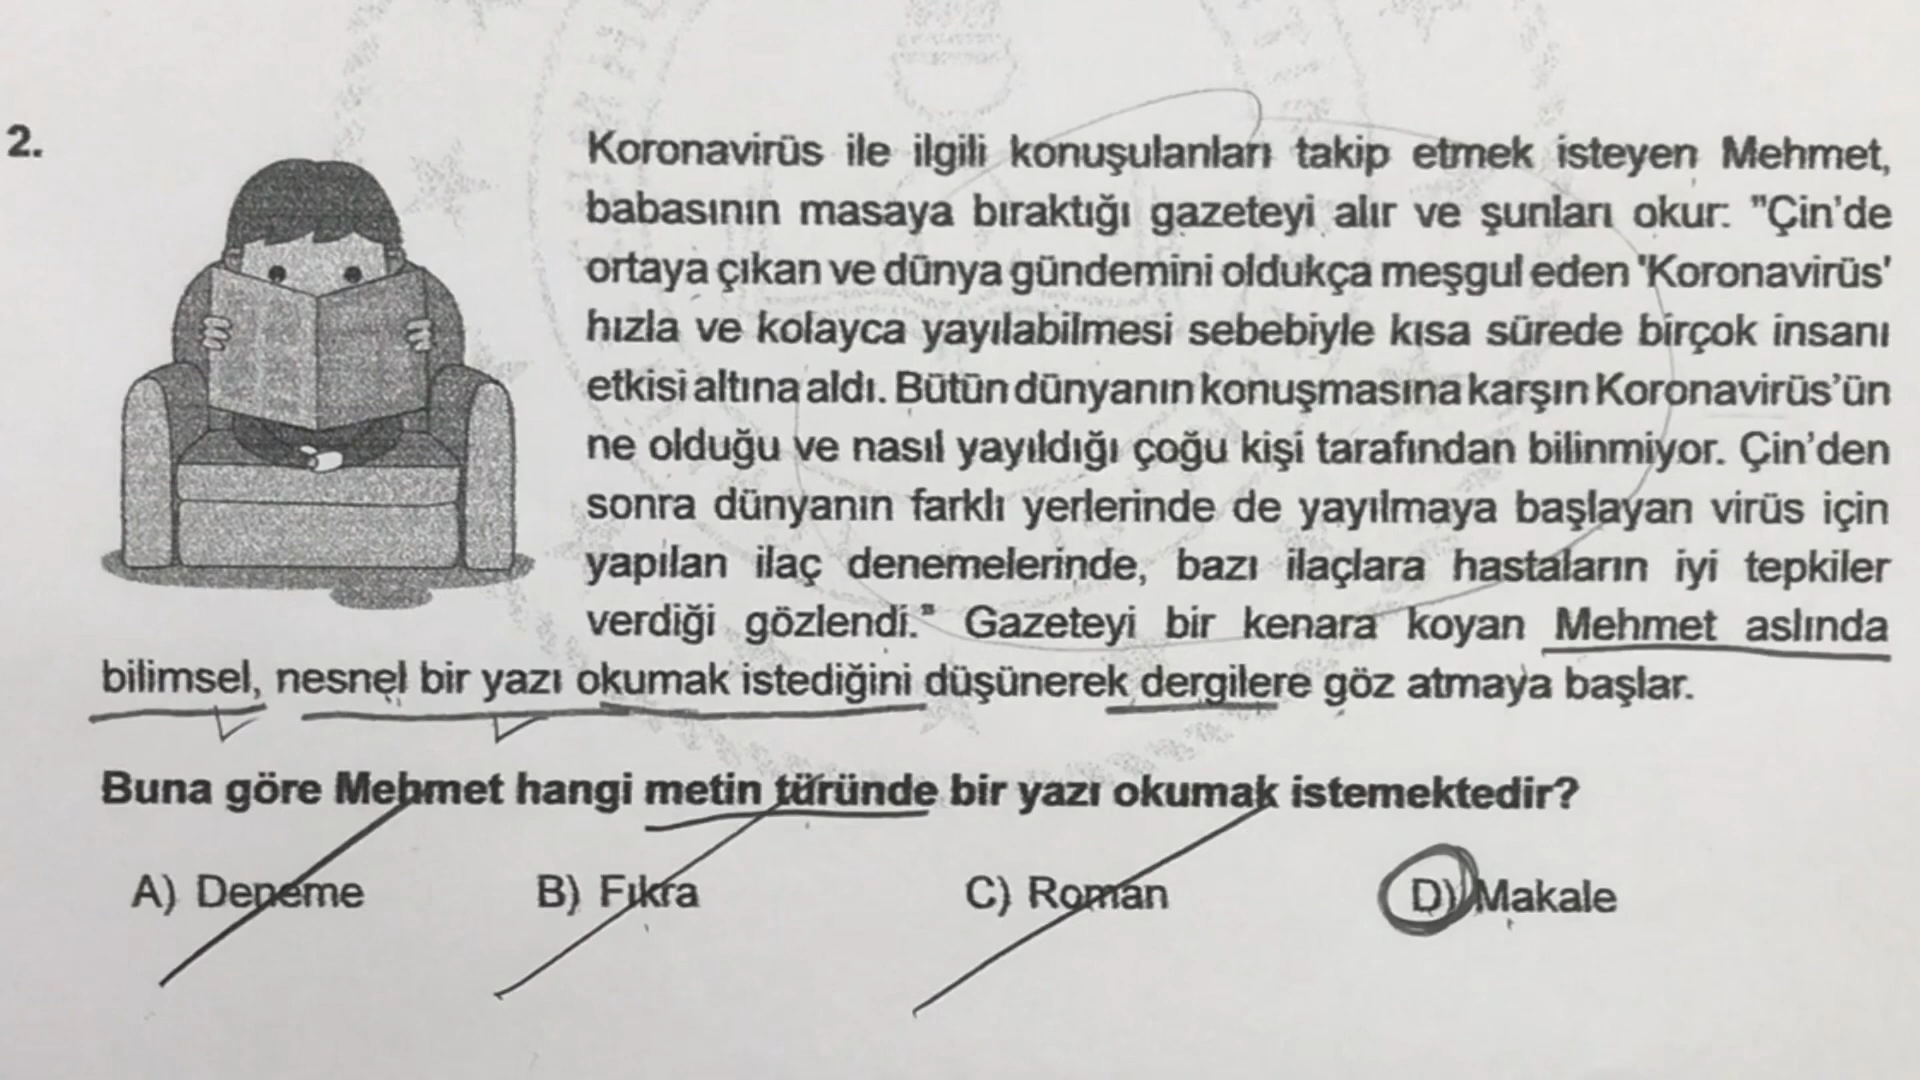 2.
Koronavirüs ile ilgili konuşulanları takip etmek isteyen Mehmet,
babasının masaya bıraktığı gazeteyi alır ve şunları okur: "Çin'de
ortaya çıkan ve dünya gündemini oldukça meşgul eden 'Koronavirüs'
hızla ve kolayca yayılabilmesi sebebiyle kısa sürede birçok insanı
etkisi altına aldı. Bütün dünyanın konuşmasına karşın Koronavirüs'ün
ne olduğu ve nasıl yayıldığı çoğu kişi tarafından bilinmiyor. Çin'den
sonra dünyanın farklı yerlerinde de yayılmaya başlayan virüs için
yapılan ilaç denemelerinde, bazı ilaçlara hastaların iyi tepkiler
verdiği gözlendi." Gazeteyi bir kenara koyan Mehmet aslında
bilimsel, nesnel bir yazı okumak istediğini düşünerek dergilere göz atmaya başlar.
Buna göre Mehmet hangi metin türünde bir yazı okumak istemektedir?
A) Deneme B) Fıkra C) Roman D) Makale